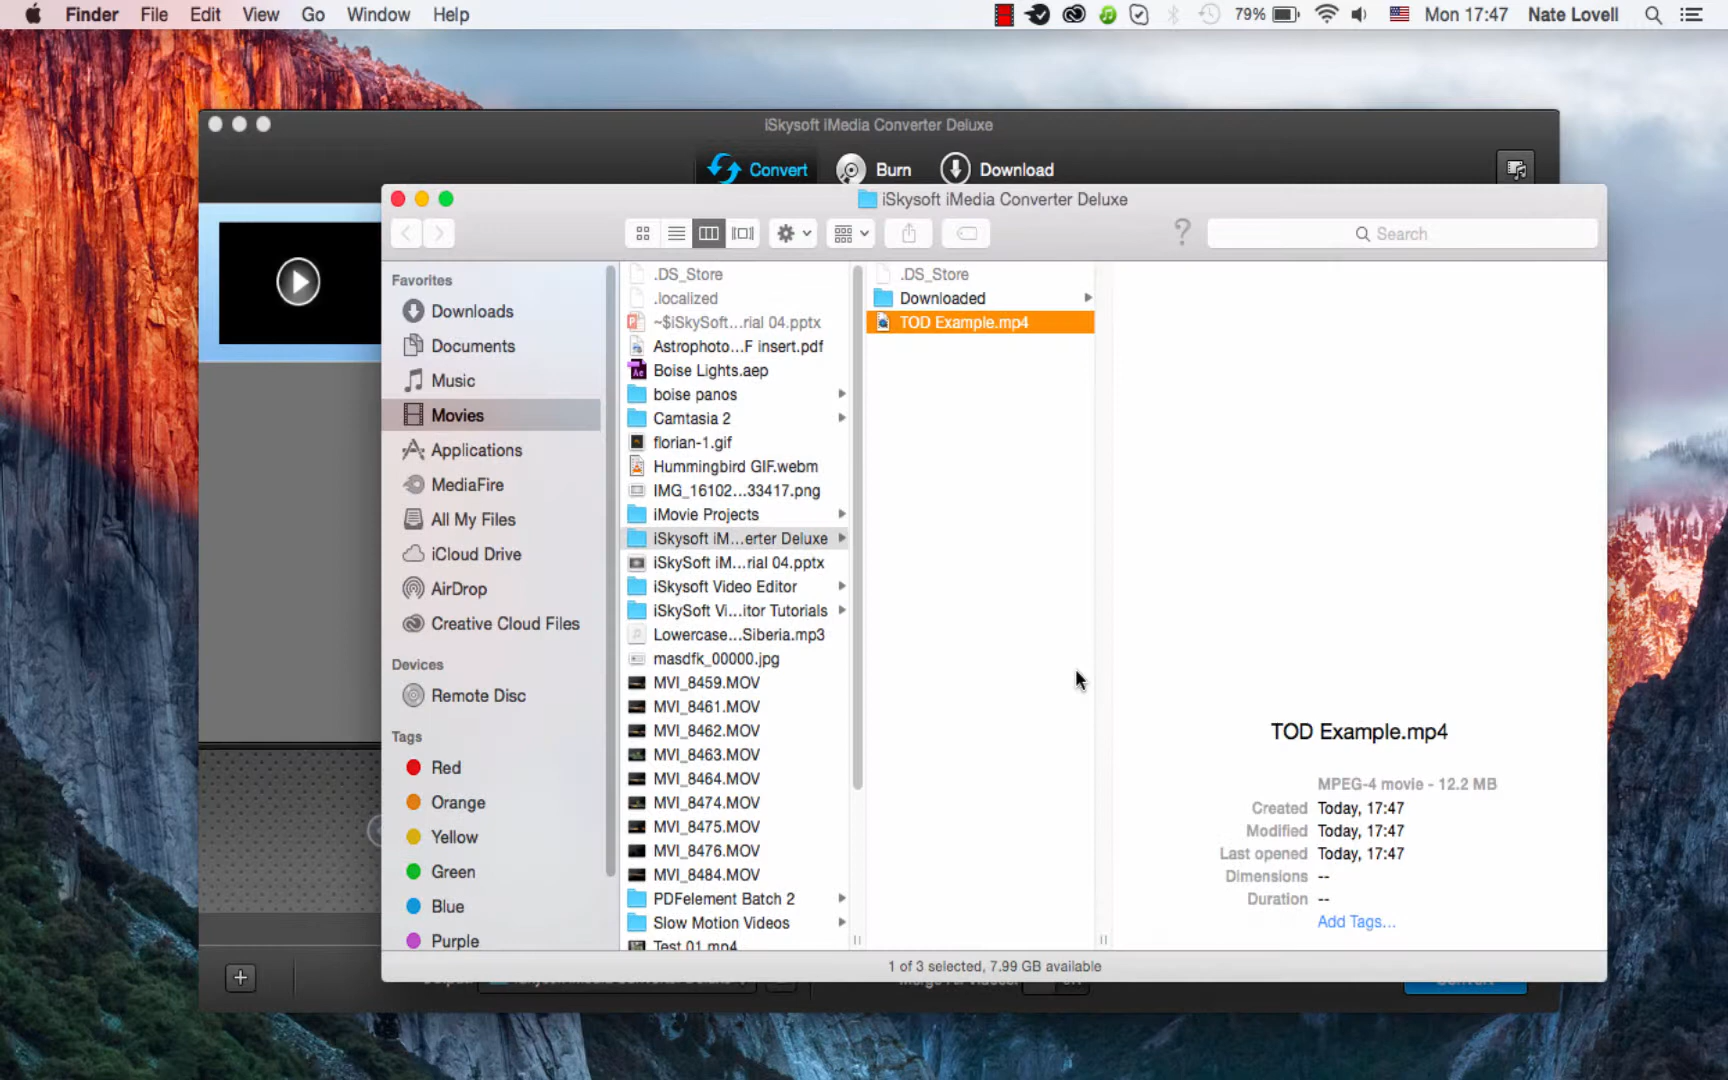 Finder File Edit View Go Window Help 79% Mon 17:47 Nate Lovell
iSkysoft iMedia Converter Deluxe
Convert Burn Download
iSkysoft iMedia Converter Deluxe
? Search
Favorites
Downloads
Documents
Music
Movies
Applications
MediaFire
All My Files
iCloud Drive
AirDrop
Creative Cloud Files
Devices
Remote Disc
Tags
Red
Orange
Yellow
Green
Blue
Purple
.DS_Store
.localized
~$iSkySoft...rial 04.pptx
Astrophoto...F insert.pdf
Boise Lights.aep
boise panos
Camtasia 2
florian-1.gif
Hummingbird GIF.webm
IMG_16102...33417.png
iMovie Projects
iSkysoft iM...erter Deluxe
iSkySoft iM...rial 04.pptx
iSkysoft Video Editor
iSkySoft Vi...itor Tutorials
Lowercase...Siberia.mp3
masdfk_00000.jpg
MVI_8459.MOV
MVI_8461.MOV
MVI_8462.MOV
MVI_8463.MOV
MVI_8464.MOV
MVI_8474.MOV
MVI_8475.MOV
MVI_8476.MOV
MVI_8484.MOV
PDFelement Batch 2
Slow Motion Videos
Test 01.mp4
.DS_Store
Downloaded
TOD Example.mp4
TOD Example.mp4
MPEG-4 movie - 12.2 MB
Created Today, 17:47
Modified Today, 17:47
Last opened Today, 17:47
Dimensions --
Duration --
Add Tags...
1 of 3 selected, 7.99 GB available